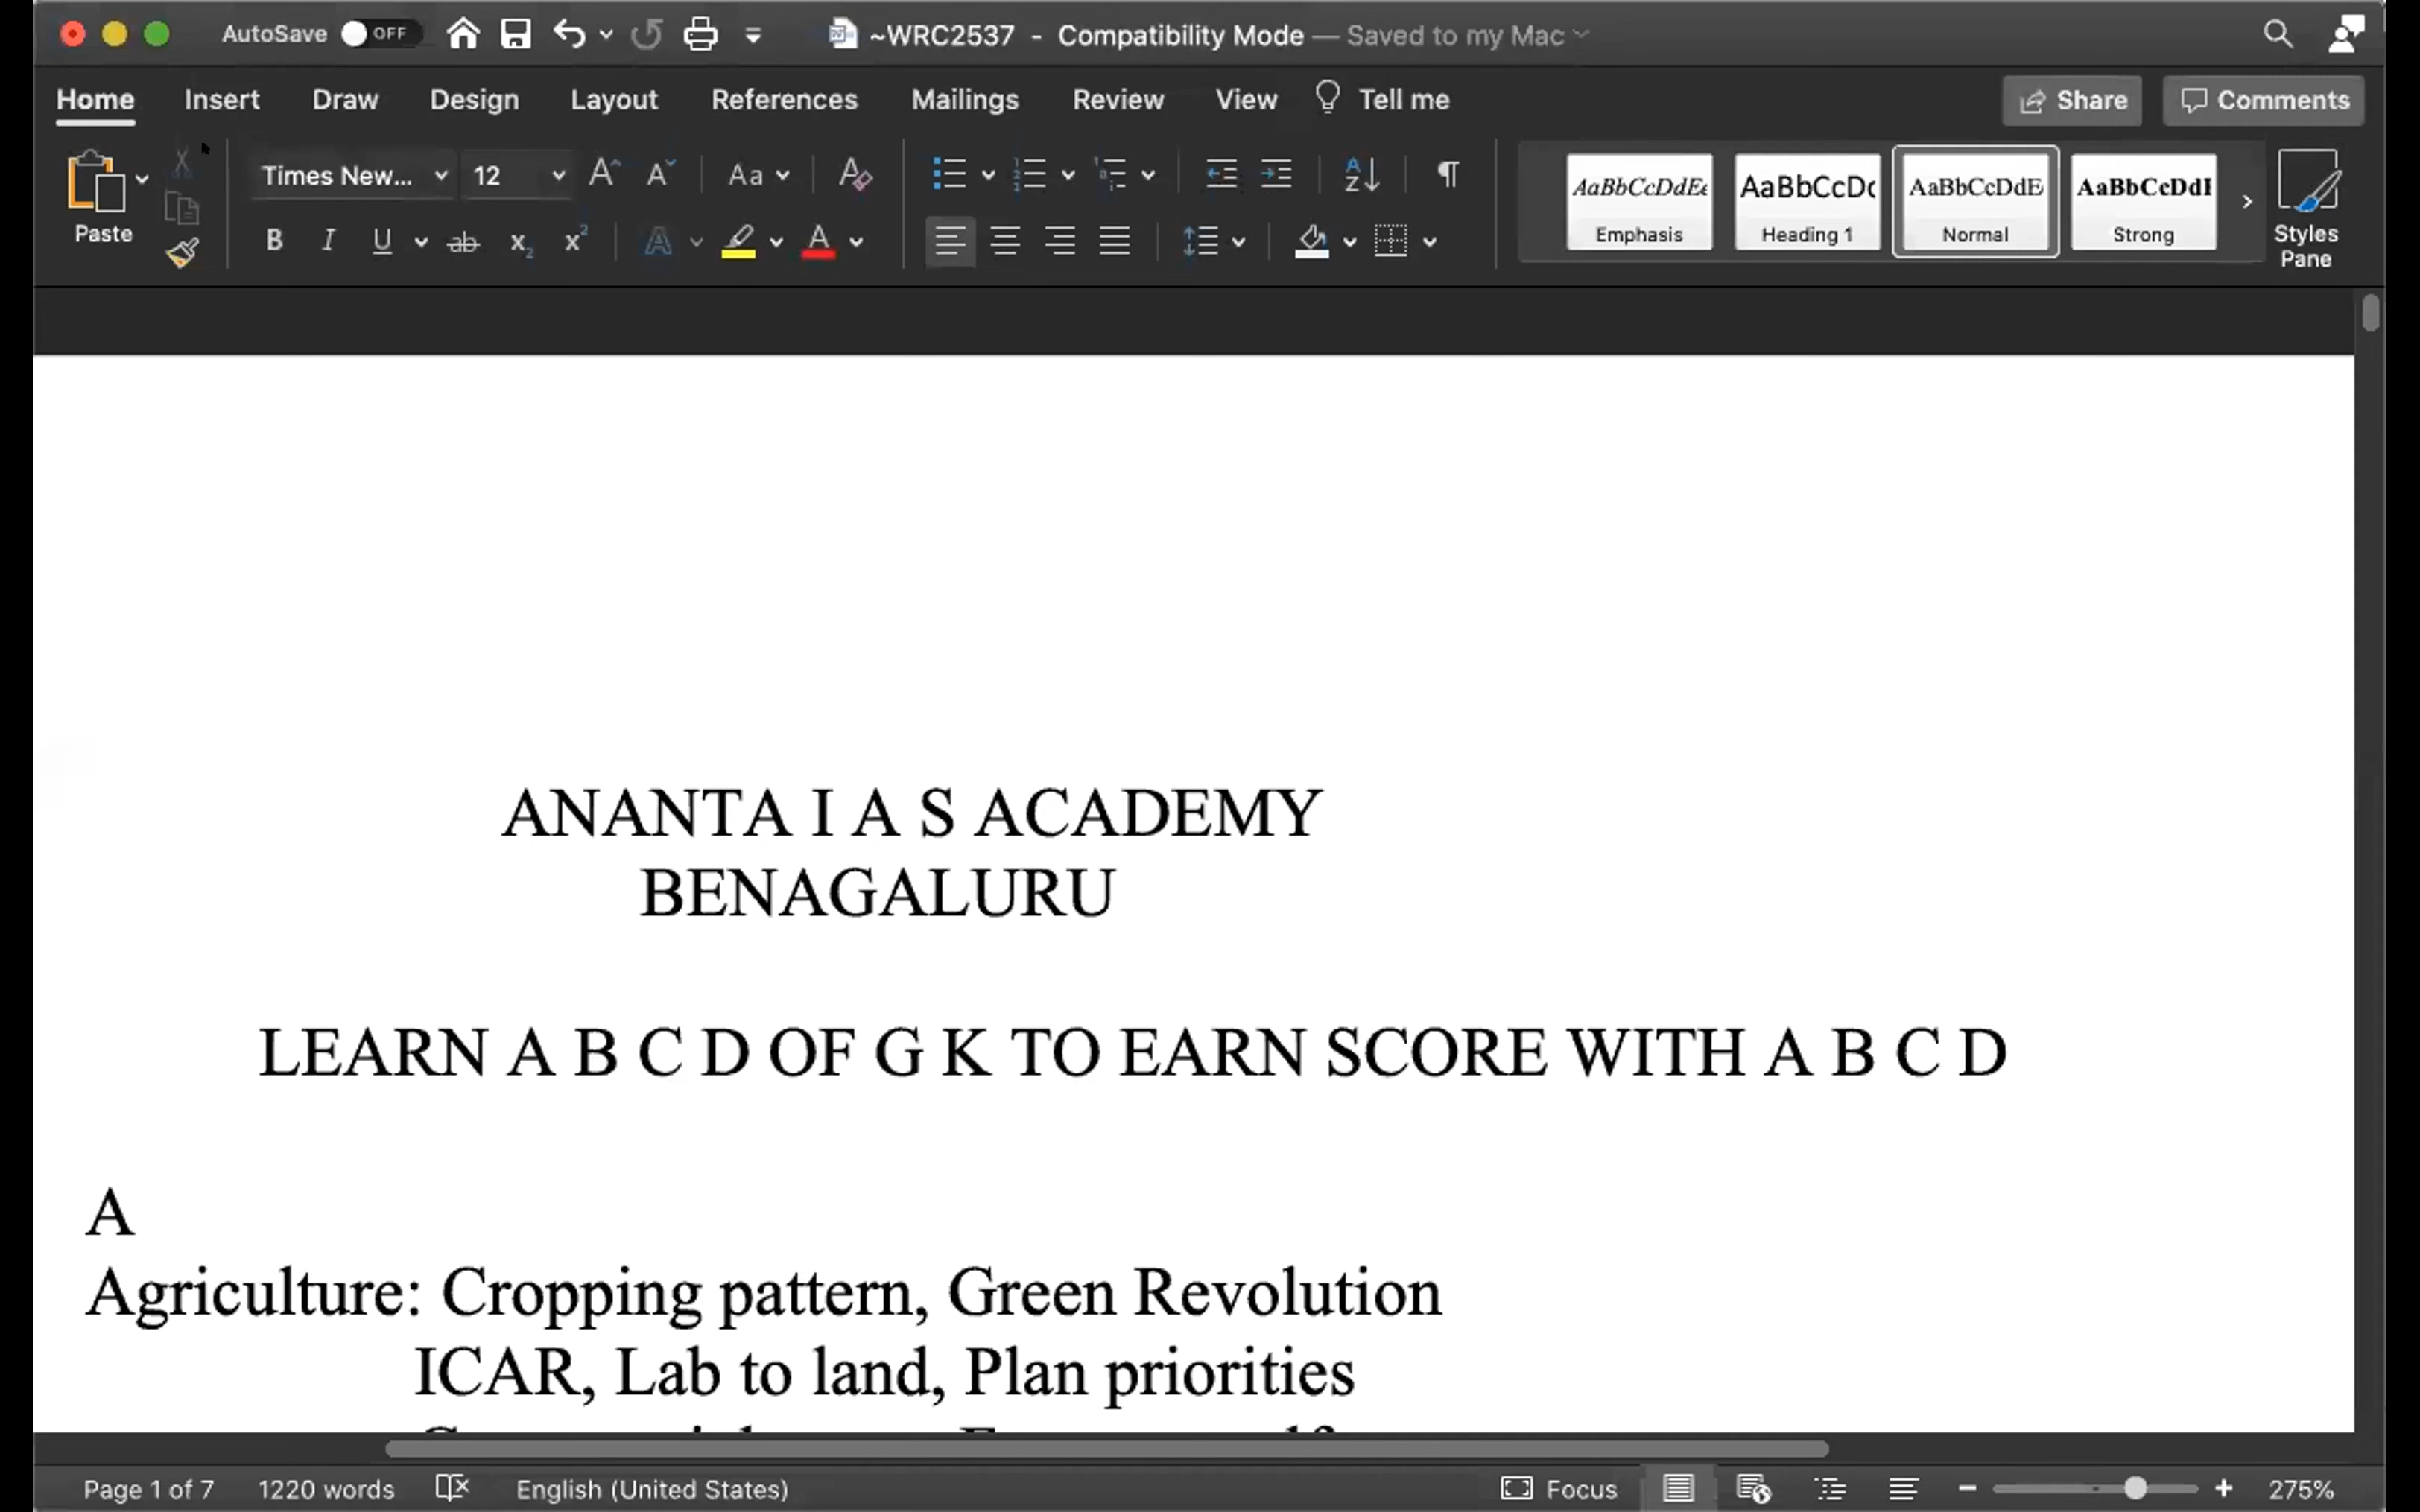 AutoSave OFF ~WRC2537 - Compatibility Mode — Saved to my Mac
Home Insert Draw Design Layout References Mailings Review View Tell me Share Comments
Paste Times New... 12 Aa AaBbCcDdEe AaBbCcDc AaBbCcDdE AaBbCcDdI
Emphasis Heading 1 Normal Strong Styles Pane
ANANTA I A S ACADEMY
BENAGALURU
LEARN A B C D OF G K TO EARN SCORE WITH A B C D
A
Agriculture: Cropping pattern, Green Revolution
ICAR, Lab to land, Plan priorities
Page 1 of 7 1220 words English (United States) Focus 275%